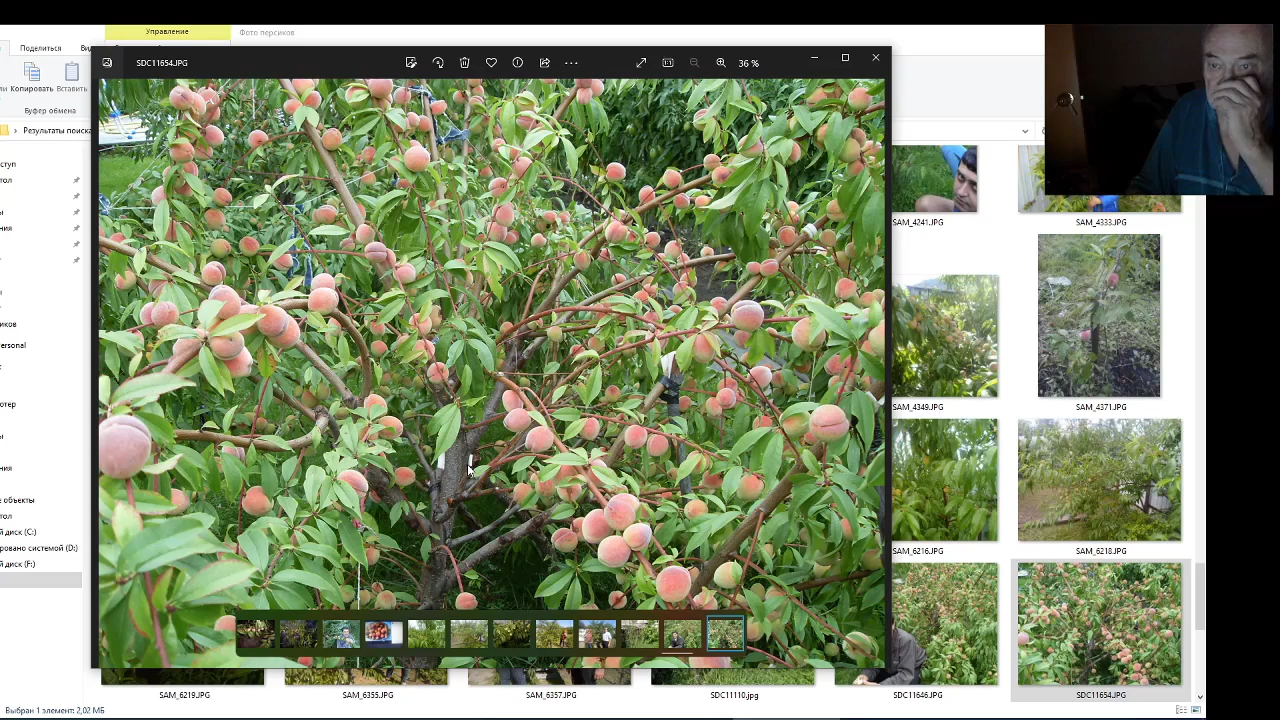 Управление
Фото персиков
Поделиться
Копировать
Вставить
Буфер обмена
SDC11654.JPG
36 %
Результаты поиска
SAM_4241.JPG
SAM_4333.JPG
SAM_4349.JPG
SAM_4371.JPG
SAM_6216.JPG
SAM_6218.JPG
ersonal
е объекты
диск (C:)
ировано системой (D:)
диск (F:)
SAM_6219.JPG
SAM_6355.JPG
SAM_6357.JPG
SDC11110.jpg
SDC11646.JPG
SDC11654.JPG
Выбран 1 элемент: 2,02 МБ